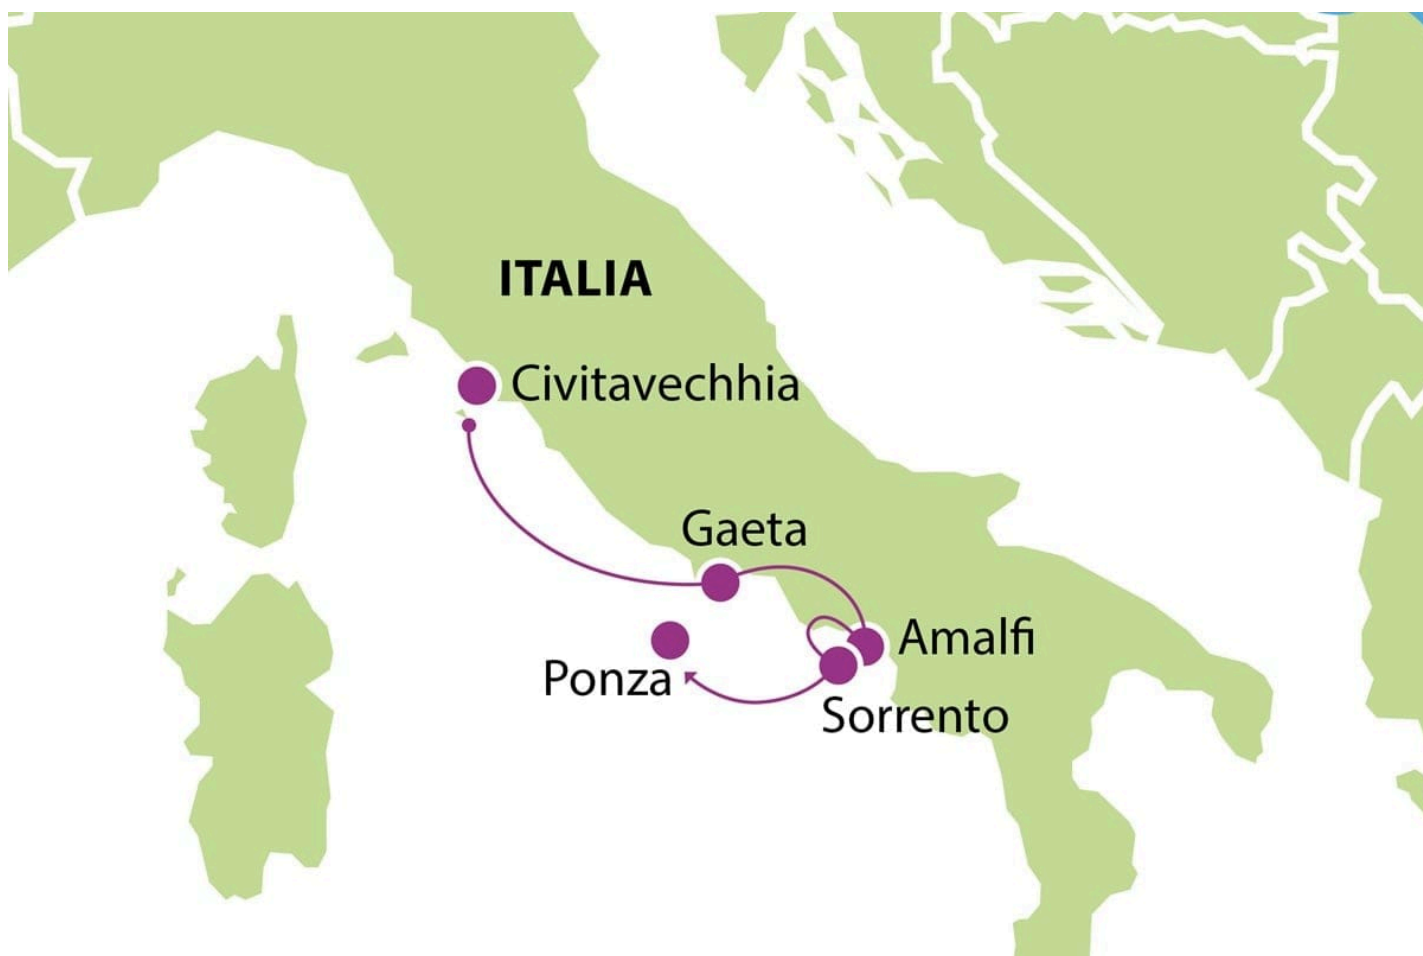 ITALIA
Civitavechhia
Gaeta
Amalfi
Ponza
Sorrento